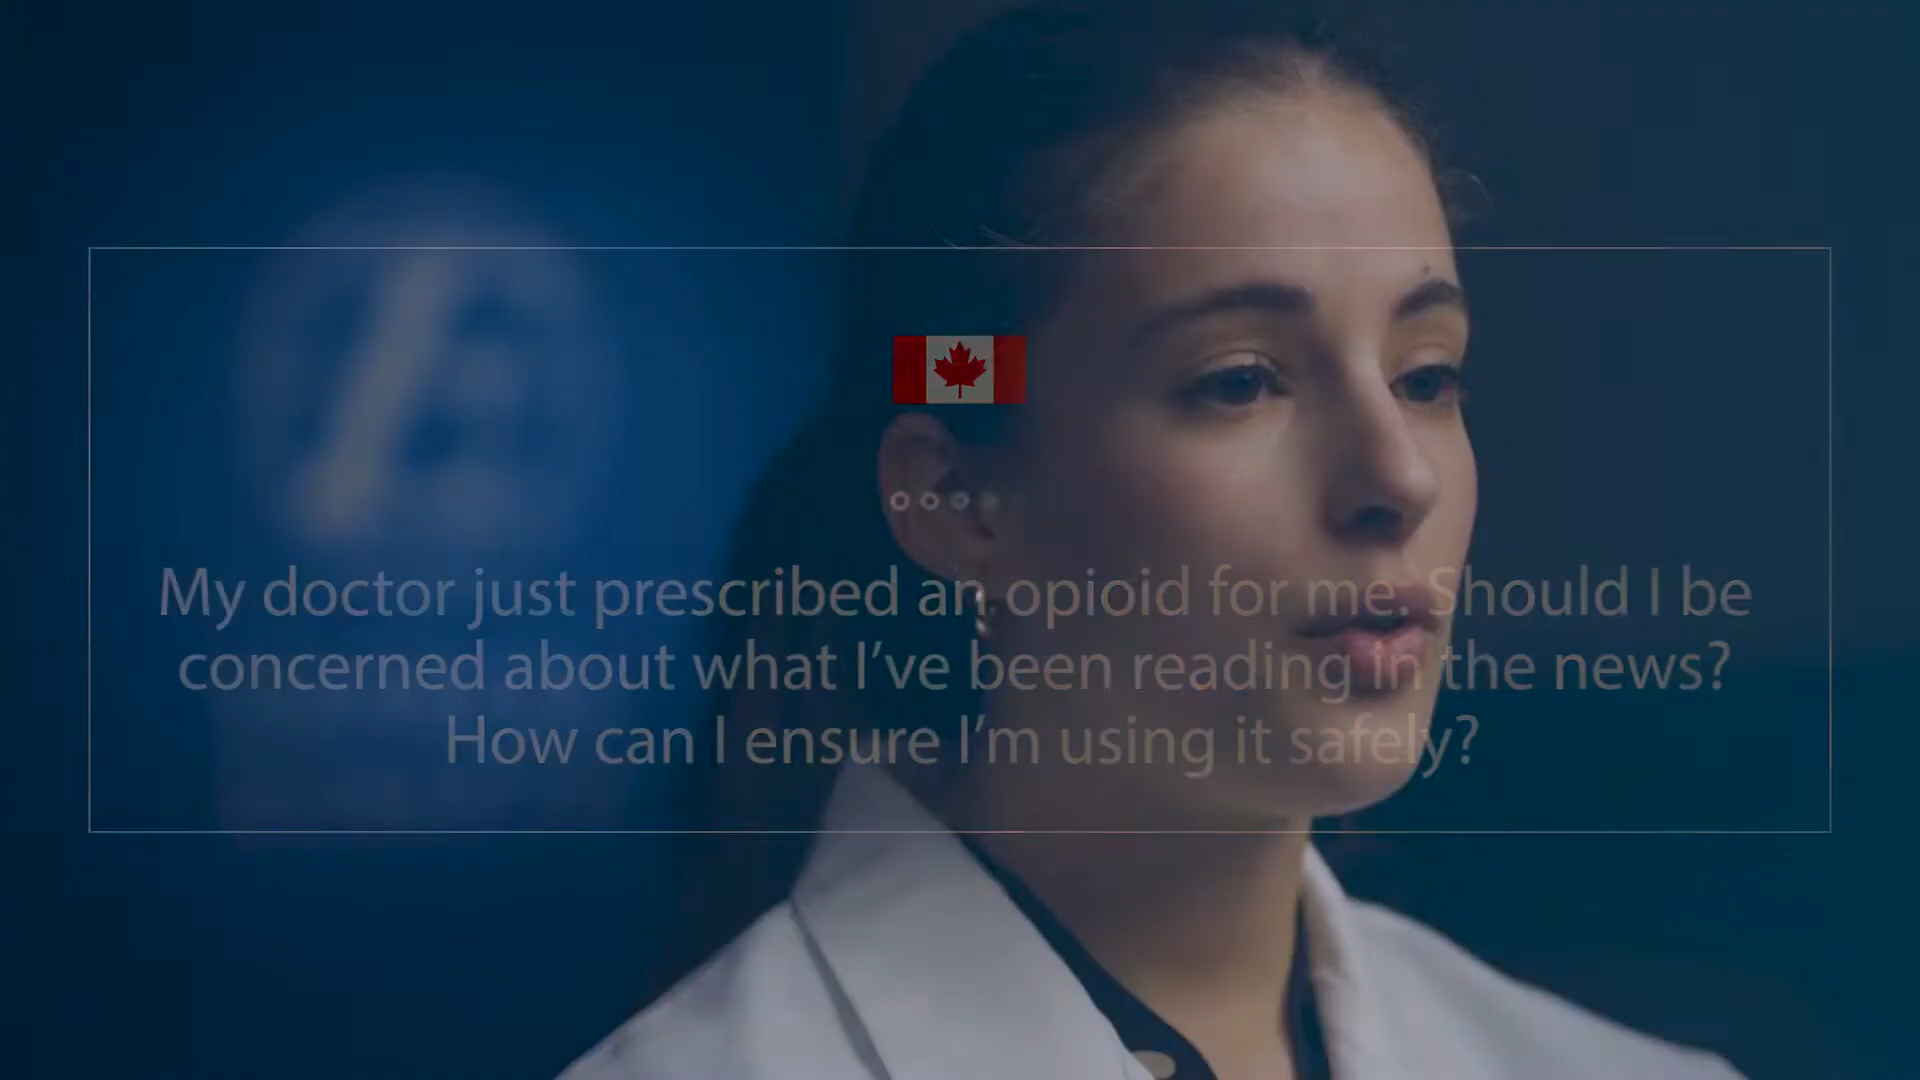 My doctor just prescribed an opioid for me. Should I be
concerned about what I’ve been reading in the news?
How can I ensure I’m using it safely?